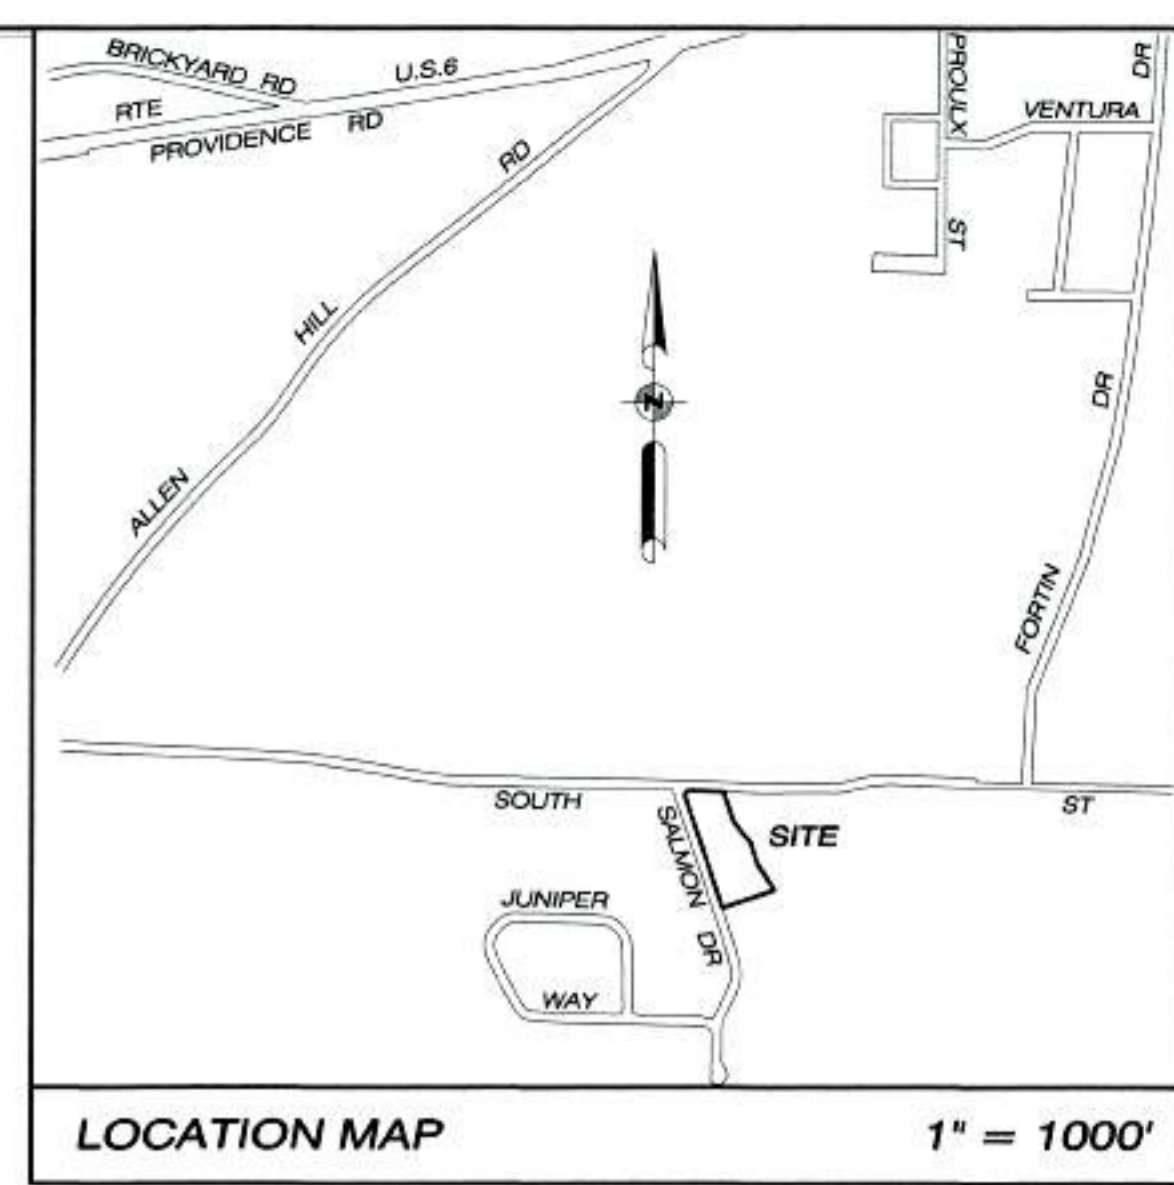 BRICKYARD RD
U.S.6
RTE
PROVIDENCE RD
ALLEN HILL RD
PROULX ST
VENTURA DR
FORTIN DR
N
SOUTH ST
SALMON DR
SITE
JUNIPER WAY
LOCATION MAP
1" = 1000'